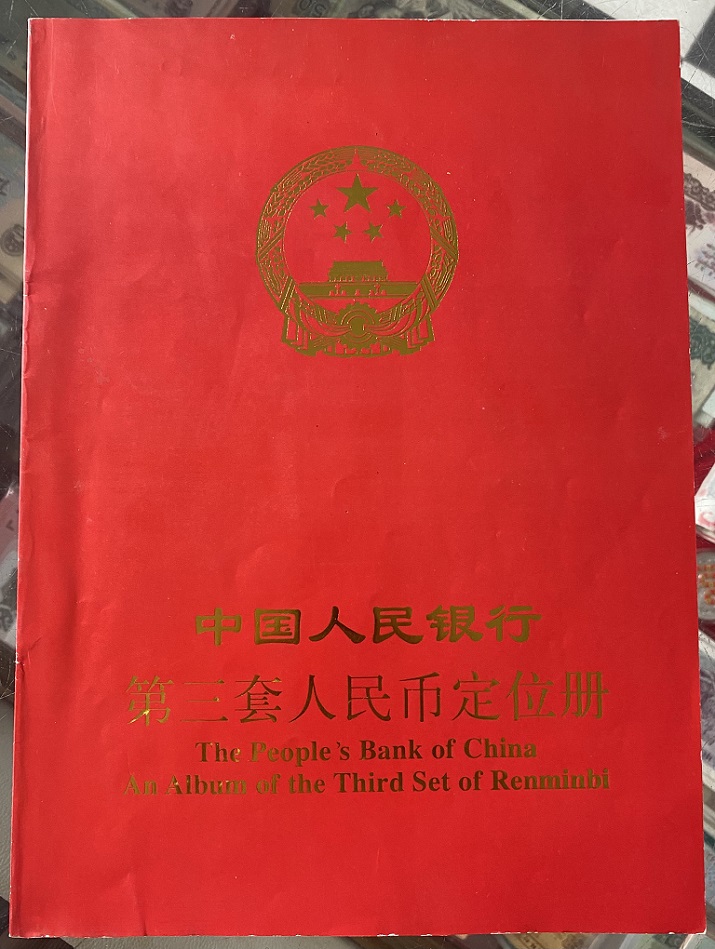 中国人民银行
第三套人民币定位册
The People's Bank of China
An Album of the Third Set of Renminbi